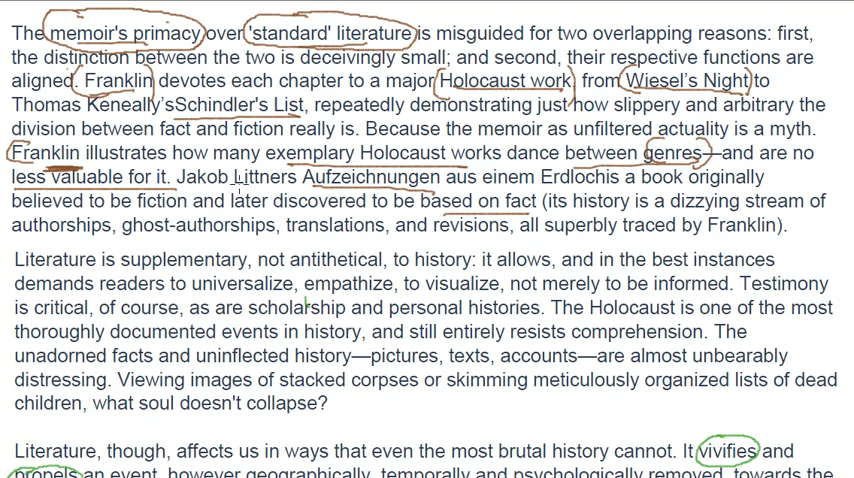 The memoir's primacy over 'standard' literature is misguided for two overlapping reasons: first,
the distinction between the two is deceivingly small; and second, their respective functions are
aligned. Franklin devotes each chapter to a major Holocaust work from Wiesel's Night to
Thomas Keneally'sSchindler's List, repeatedly demonstrating just how slippery and arbitrary the
division between fact and fiction really is. Because the memoir as unfiltered actuality is a myth.
Franklin illustrates how many exemplary Holocaust works dance between genres—and are no
less valuable for it. Jakob Littners Aufzeichnungen aus einem Erdlochis a book originally
believed to be fiction and later discovered to be based on fact (its history is a dizzying stream of
authorships, ghost-authorships, translations, and revisions, all superbly traced by Franklin).
Literature is supplementary, not antithetical, to history: it allows, and in the best instances
demands readers to universalize, empathize, to visualize, not merely to be informed. Testimony
is critical, of course, as are scholarship and personal histories. The Holocaust is one of the most
thoroughly documented events in history, and still entirely resists comprehension. The
unadorned facts and uninflected history—pictures, texts, accounts—are almost unbearably
distressing. Viewing images of stacked corpses or skimming meticulously organized lists of dead
children, what soul doesn't collapse?
Literature, though, affects us in ways that even the most brutal history cannot. It vivifies and
propels an event, however geographically, temporally and psychologically removed, towards the